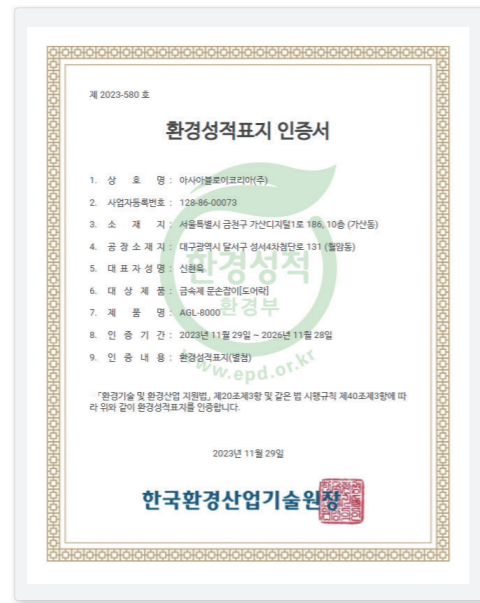 제 2023-580 호
환경성적표지 인증서
1. 상 호 명 : 아사아블로이코리아(주)
2. 사업자등록번호 : 128-86-00073
3. 소 재 지 : 서울특별시 금천구 가산디지털1로 186, 10층 (가산동)
4. 공 장 소 재 지 : 대구광역시 달서구 성서4차첨단로 131 (월암동)
5. 대 표 자 성 명 : 신현욱
6. 대 상 제 품 : 금속제 문손잡이[도어락]
7. 제 품 명 : AGL-8000
8. 인 증 기 간 : 2023년 11월 29일 ~ 2026년 11월 28일
9. 인 증 내 용 : 환경성적표지(별첨)
환경성적
환경부
www.epd.or.kr
「환경기술 및 환경산업 지원법」 제20조제3항 및 같은 법 시행규칙 제40조제3항에 따
라 위와 같이 환경성적표지를 인증합니다.
2023년 11월 29일
한국환경산업기술원장